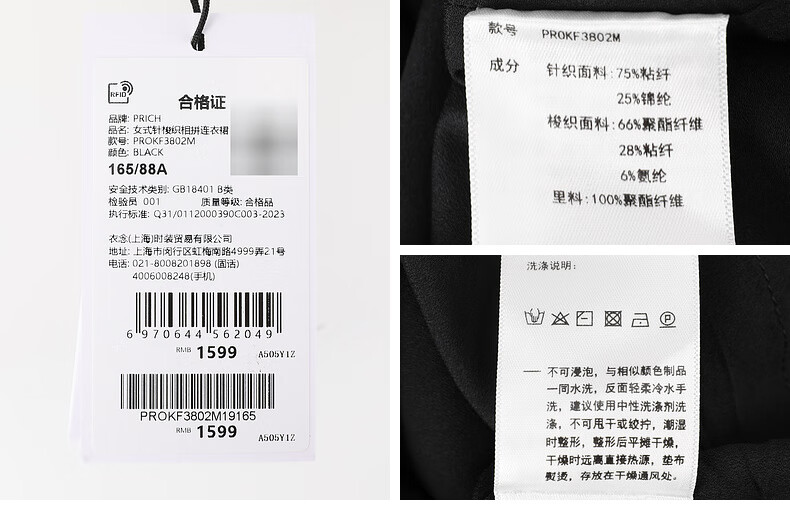 RFID
合格证
品牌: PRICH
品名: 女式针梭织相拼连衣裙
款号: PROKF3802M
颜色: BLACK
165/88A
安全技术类别: GB18401 B类
检验员 001 质量等级: 合格品
执行标准: Q31/0112000390C003-2023
衣念(上海)时装贸易有限公司
地址: 上海市闵行区虹梅南路4999弄21号
电话: 021-8008201898 (固话)
4006008248(手机)
6 970644 562049
RMB 1599 A505Y1Z
PROKF3802M19165
RMB 1599 A505Y1Z
款号 PROKF3802M
成分 针织面料:75%粘纤
25%锦纶
梭织面料:66%聚酯纤维
28%粘纤
6%氨纶
里料:100%聚酯纤维
洗涤说明:
P
— 不可浸泡，与相似颜色制品
一同水洗，反面轻柔冷水手
洗，建议使用中性洗涤剂洗
涤，不可甩干或绞拧，潮湿
时整形，整形后平摊干燥，
干燥时远离直接热源，垫布
熨烫，存放在干燥通风处。